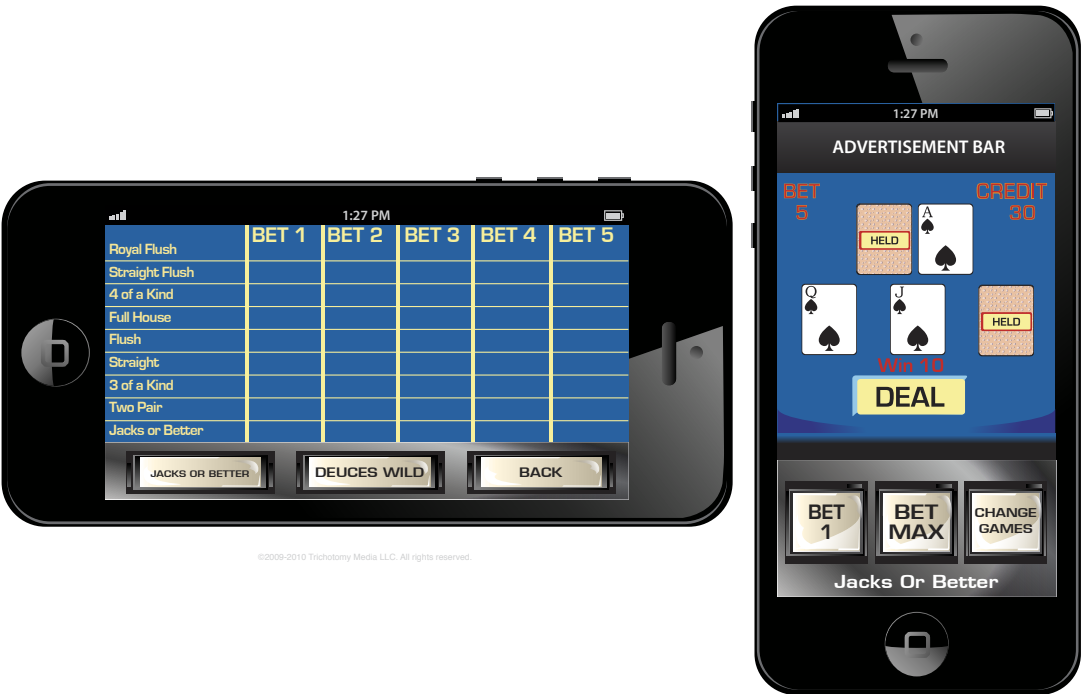 1:27 PM
BET 1 BET 2 BET 3 BET 4 BET 5
Royal Flush
Straight Flush
4 of a Kind
Full House
Flush
Straight
3 of a Kind
Two Pair
Jacks or Better
JACKS OR BETTER DEUCES WILD BACK
©2009-2010 Trichotomy Media LLC. All rights reserved.
1:27 PM
ADVERTISEMENT BAR
BET CREDIT
5 30
A
HELD
Q J
HELD
Win 10
DEAL
BET
1
BET
MAX
CHANGE
GAMES
Jacks Or Better